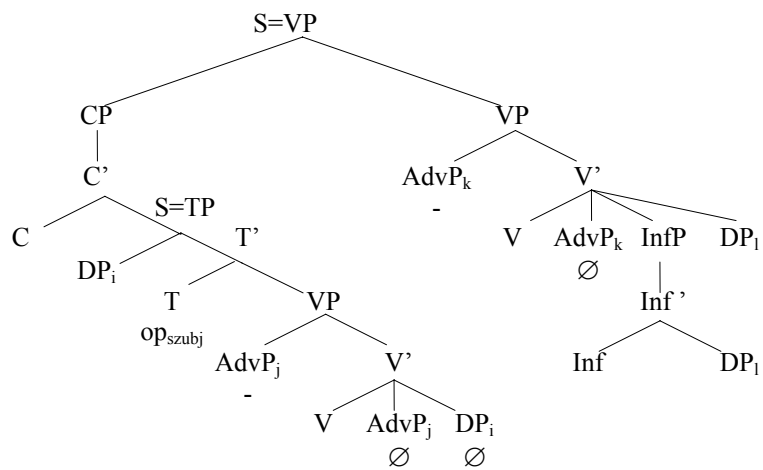 S=VP
CP VP
C’ AdvPₖ V’
S=TP -
C T’ V AdvPₖ InfP DPₗ
DPᵢ ∅
T VP Inf ’
opszubj AdvPⱼ V’ Inf DPₗ
-
V AdvPⱼ DPᵢ
∅ ∅